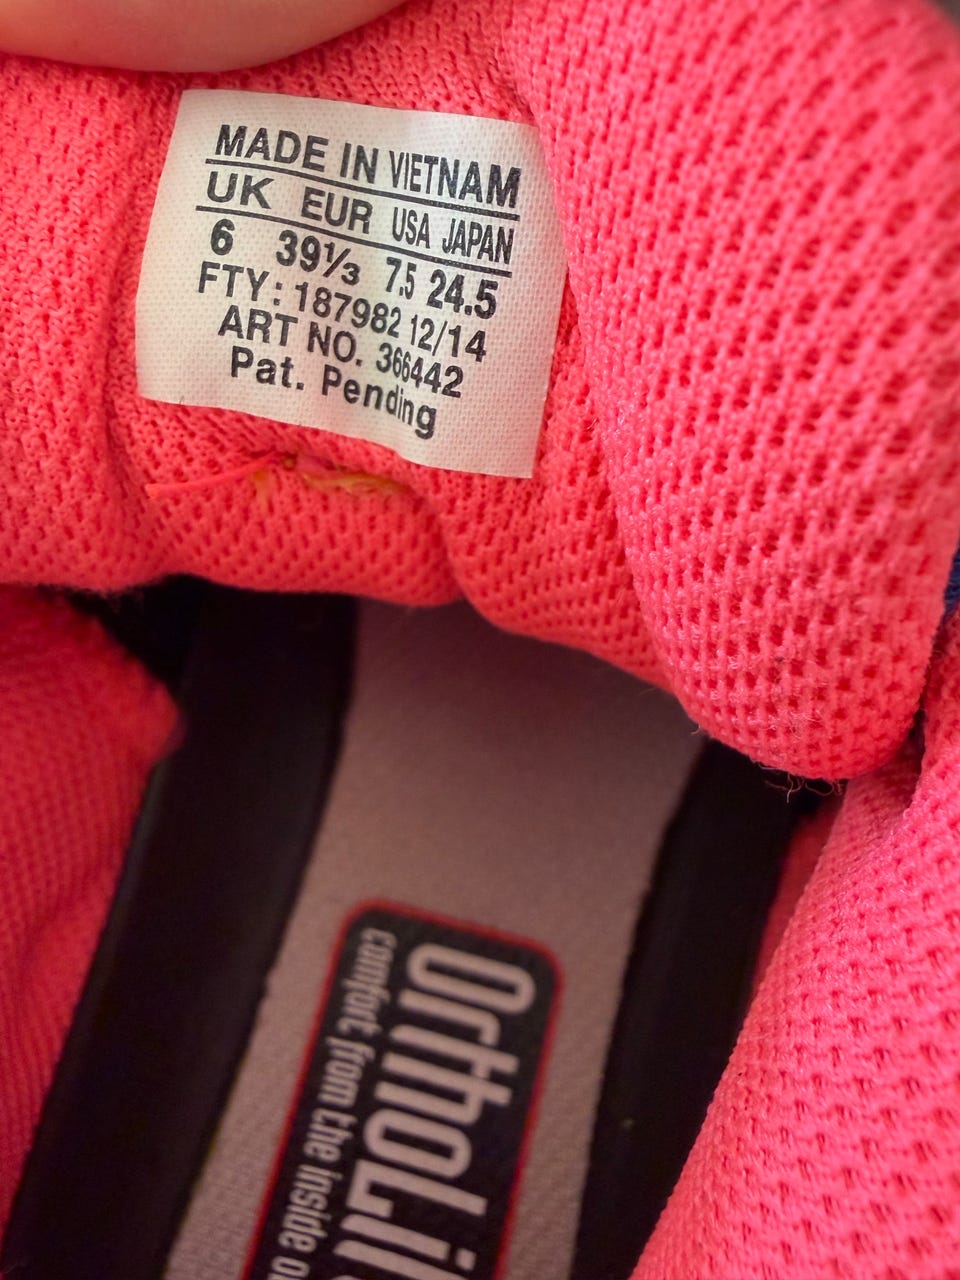 MADE IN VIETNAM
UK EUR USA JAPAN
6 39⅓ 7.5 24.5
FTY: 187982 12/14
ART NO. 366442
Pat. Pending
OrthoLi
comfort from the inside